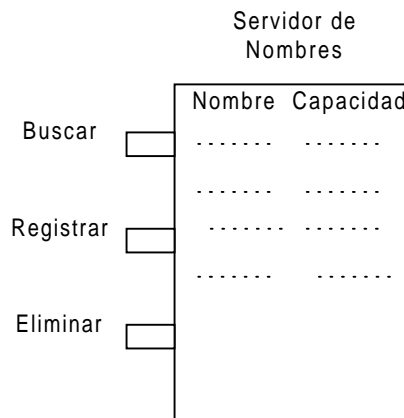 Servidor de
Nombres
Nombre Capacidad
Buscar
Registrar
Eliminar